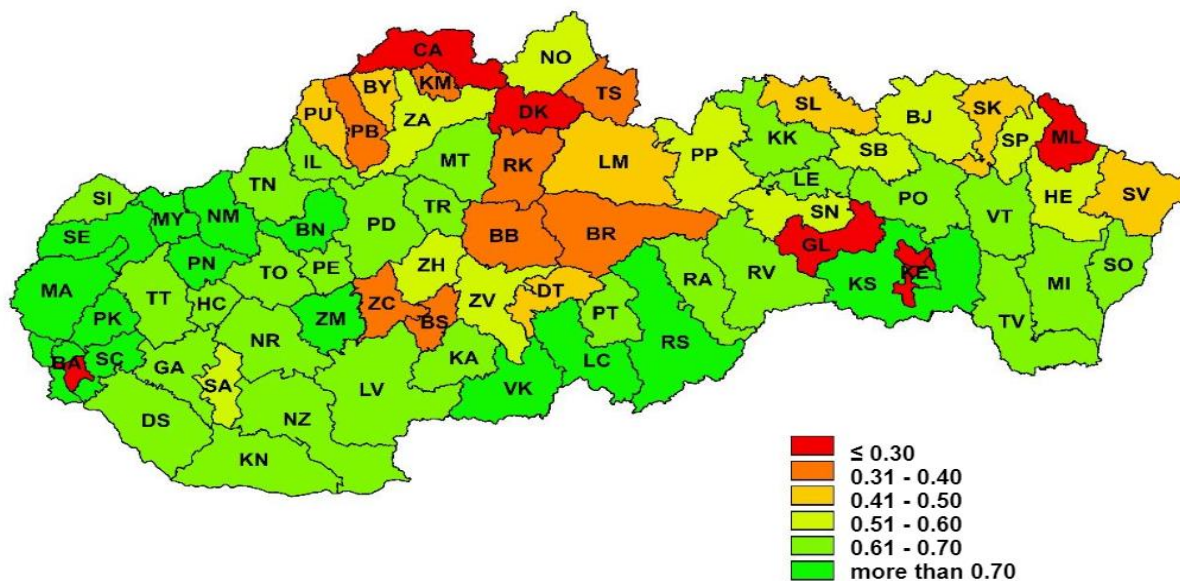 CA
NO
BY
KM
TS
PU
PB
ZA
DK
SL
BJ
SK
SP
ML
IL
MT
RK
LM
PP
KK
SB
HE
SV
TN
LE
PO
VT
SI
MY
NM
TR
SN
SE
BN
PD
BB
BR
GL
PN
TO
PE
ZH
RA
RV
KS
KE
MI
SO
MA
TT
HC
ZM
ZC
BS
ZV
DT
PT
TV
PK
NR
RS
BA
SC
GA
SA
KA
LC
LV
VK
DS
NZ
KN
≤ 0.30
0.31 - 0.40
0.41 - 0.50
0.51 - 0.60
0.61 - 0.70
more than 0.70